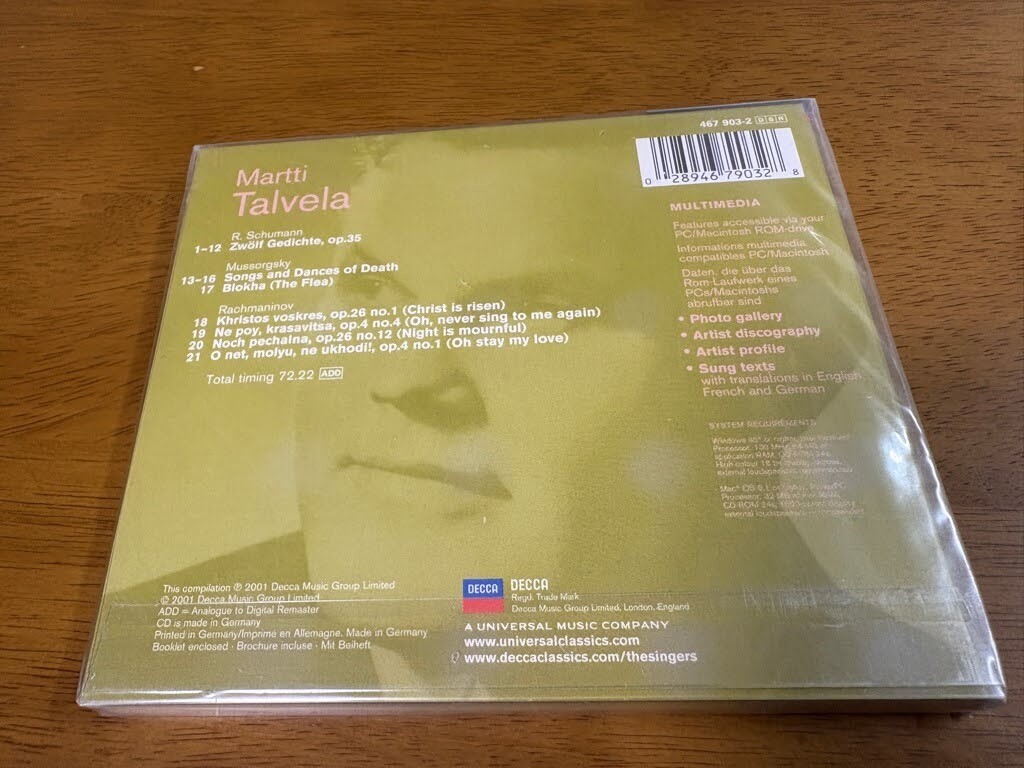 467 903-2 DSR
0 28946 79032 8
Martti
Talvela
R. Schumann
1–12 Zwölf Gedichte, op.35
Mussorgsky
13–16 Songs and Dances of Death
17 Blokha (The Flea)
Rachmaninov
18 Khristos voskres, op.26 no.1 (Christ is risen)
19 Ne poy, krasavitsa, op.4 no.4 (Oh, never sing to me again)
20 Noch pechalna, op.26 no.12 (Night is mournful)
21 O net, molyu, ne ukhodi!, op.4 no.1 (Oh stay my love)
Total timing 72.22 ADD
MULTIMEDIA
Features accessible via your
PC/Macintosh ROM-drive
Informations multimedia
compatibles PC/Macintosh
Daten, die über das
Rom-Laufwerk eines
PCs/Macintoshs
abrufbar sind
• Photo gallery
• Artist discography
• Artist profile
• Sung texts
with translations in English
French and German
SYSTEM REQUIREMENTS
This compilation ℗ 2001 Decca Music Group Limited
© 2001 Decca Music Group Limited
ADD = Analogue to Digital Remaster
CD is made in Germany
Printed in Germany/Imprimé en Allemagne. Made in Germany
Booklet enclosed · Brochure incluse · Mit Beiheft
DECCA
DECCA
Regd. Trade Mark
Decca Music Group Limited, London, England
A UNIVERSAL MUSIC COMPANY
www.universalclassics.com
www.deccaclassics.com/thesingers